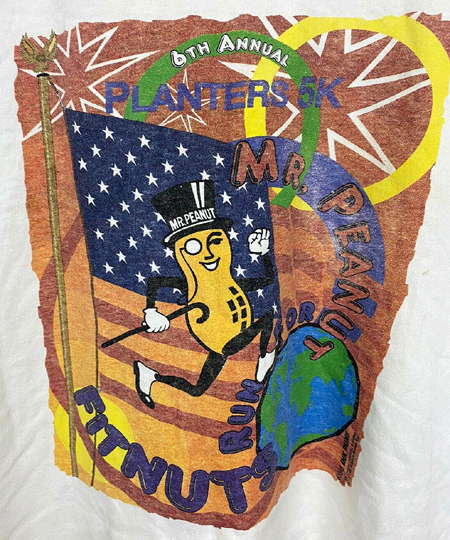 6TH ANNUAL
PLANTERS 5K
MR. PEANUT
MR. PEANUT
RUN FOR
FITNUTS